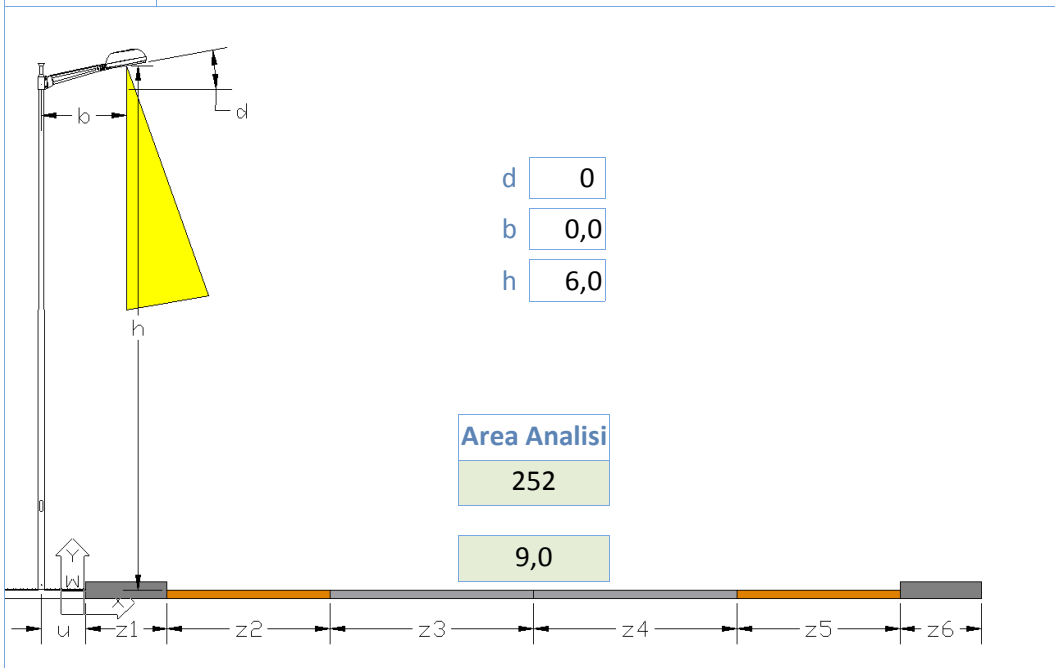 b
d
h
d 0
b 0,0
h 6,0
Area Analisi
252
9,0
Y
W
X
u z1 z2 z3 z4 z5 z6